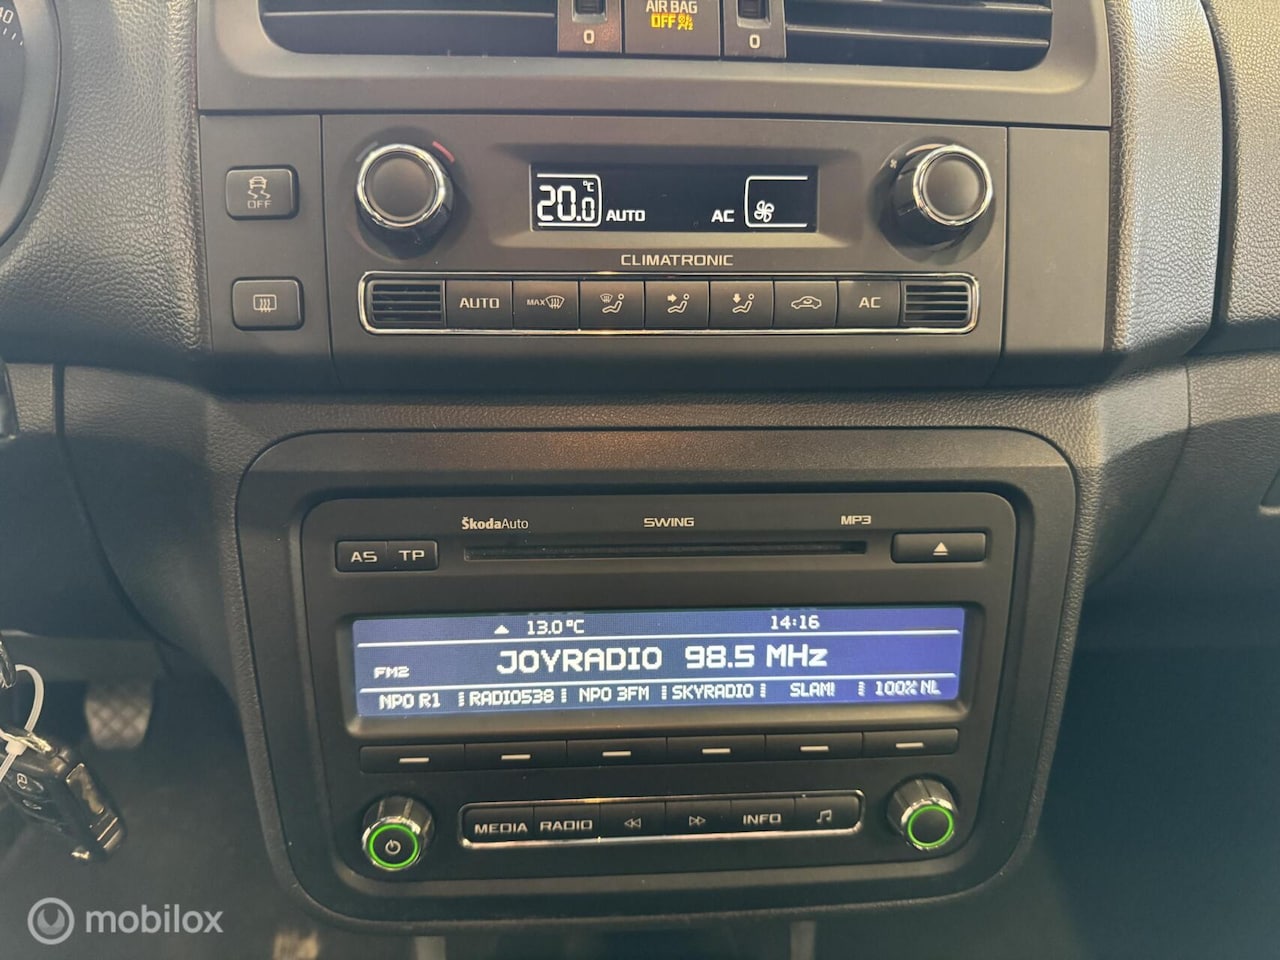 40
AIR BAG
OFF
0
0
OFF
20.0 °C AUTO AC
CLIMATRONIC
AUTO MAX AC
ŠkodaAuto SWING MP3
AS TP
13.0 °C 14:16
FM2 JOYRADIO 98.5 MHz
NPO R1 RADIO538 NPO 3FM SKYRADIO SLAM! 100% NL
MEDIA RADIO INFO
mobilox